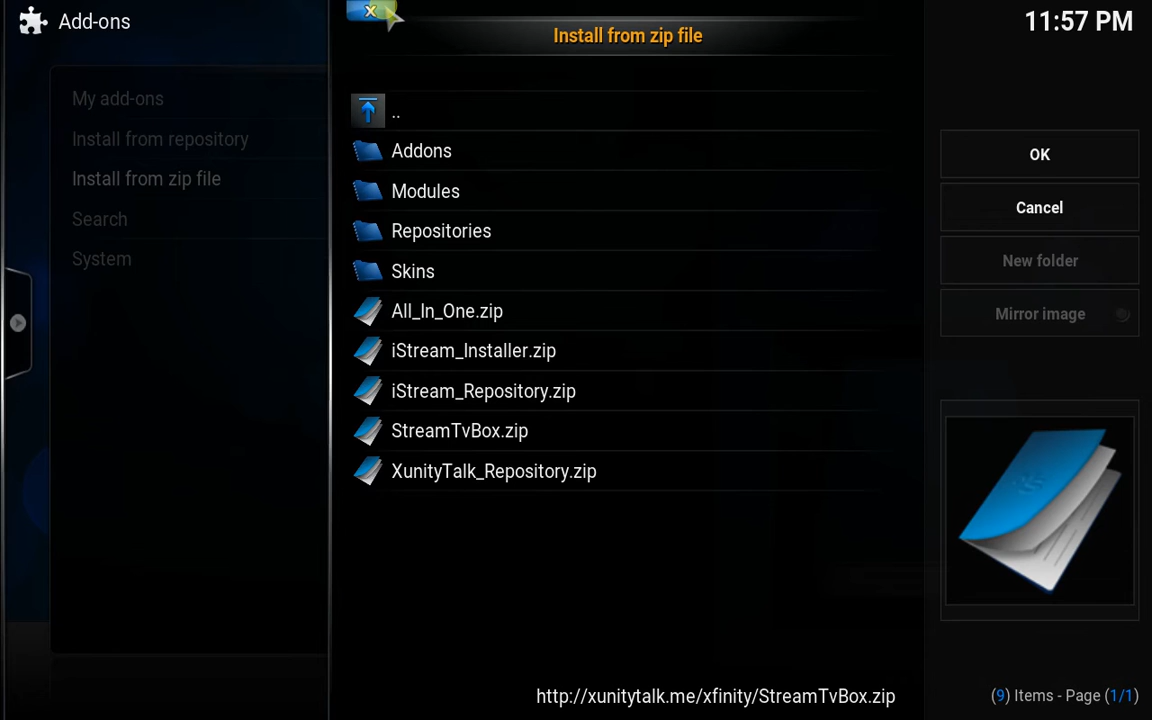 Add-ons
Install from zip file
11:57 PM
My add-ons
Install from repository
Install from zip file
Search
System
..
Addons
Modules
Repositories
Skins
All_In_One.zip
iStream_Installer.zip
iStream_Repository.zip
StreamTvBox.zip
XunityTalk_Repository.zip
OK
Cancel
New folder
Mirror image
http://xunitytalk.me/xfinity/StreamTvBox.zip
(9) Items - Page (1/1)